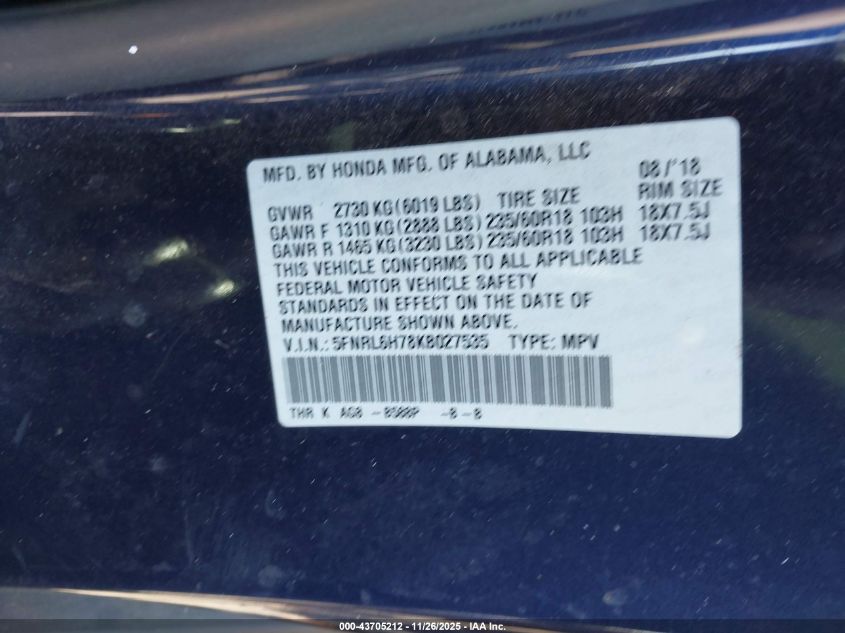 MFD. BY HONDA MFG. OF ALABAMA, LLC 08/'18
GVWR 2730 KG(6019 LBS) TIRE SIZE RIM SIZE
GAWR F 1310 KG(2888 LBS) 235/60R18 103H 18X7.5J
GAWR R 1465 KG(3230 LBS) 235/60R18 103H 18X7.5J
THIS VEHICLE CONFORMS TO ALL APPLICABLE
FEDERAL MOTOR VEHICLE SAFETY
STANDARDS IN EFFECT ON THE DATE OF
MANUFACTURE SHOWN ABOVE.
V.I.N.: 5FNRL6H78KB027535 TYPE: MPV
THR K
000-43705212 - 11/26/2025 - IAA Inc.